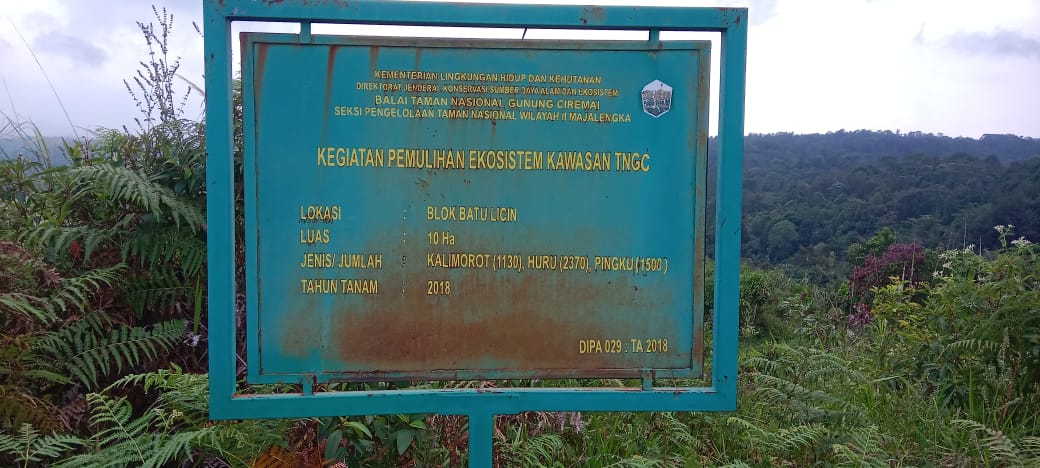 KEMENTERIAN LINGKUNGAN HIDUP DAN KEHUTANAN
DIREKTORAT JENDERAL KONSERVASI SUMBER DAYA ALAM DAN EKOSISTEM
BALAI TAMAN NASIONAL GUNUNG CIREMAI
SEKSI PENGELOLAAN TAMAN NASIONAL WILAYAH II MAJALENGKA
KEGIATAN PEMULIHAN EKOSISTEM KAWASAN TNGC
LOKASI : BLOK BATU LICIN
LUAS : 10 Ha
JENIS/ JUMLAH : KALIMOROT (1130), HURU (2370), PINGKU (1500)
TAHUN TANAM : 2018
DIPA 029 : TA 2018